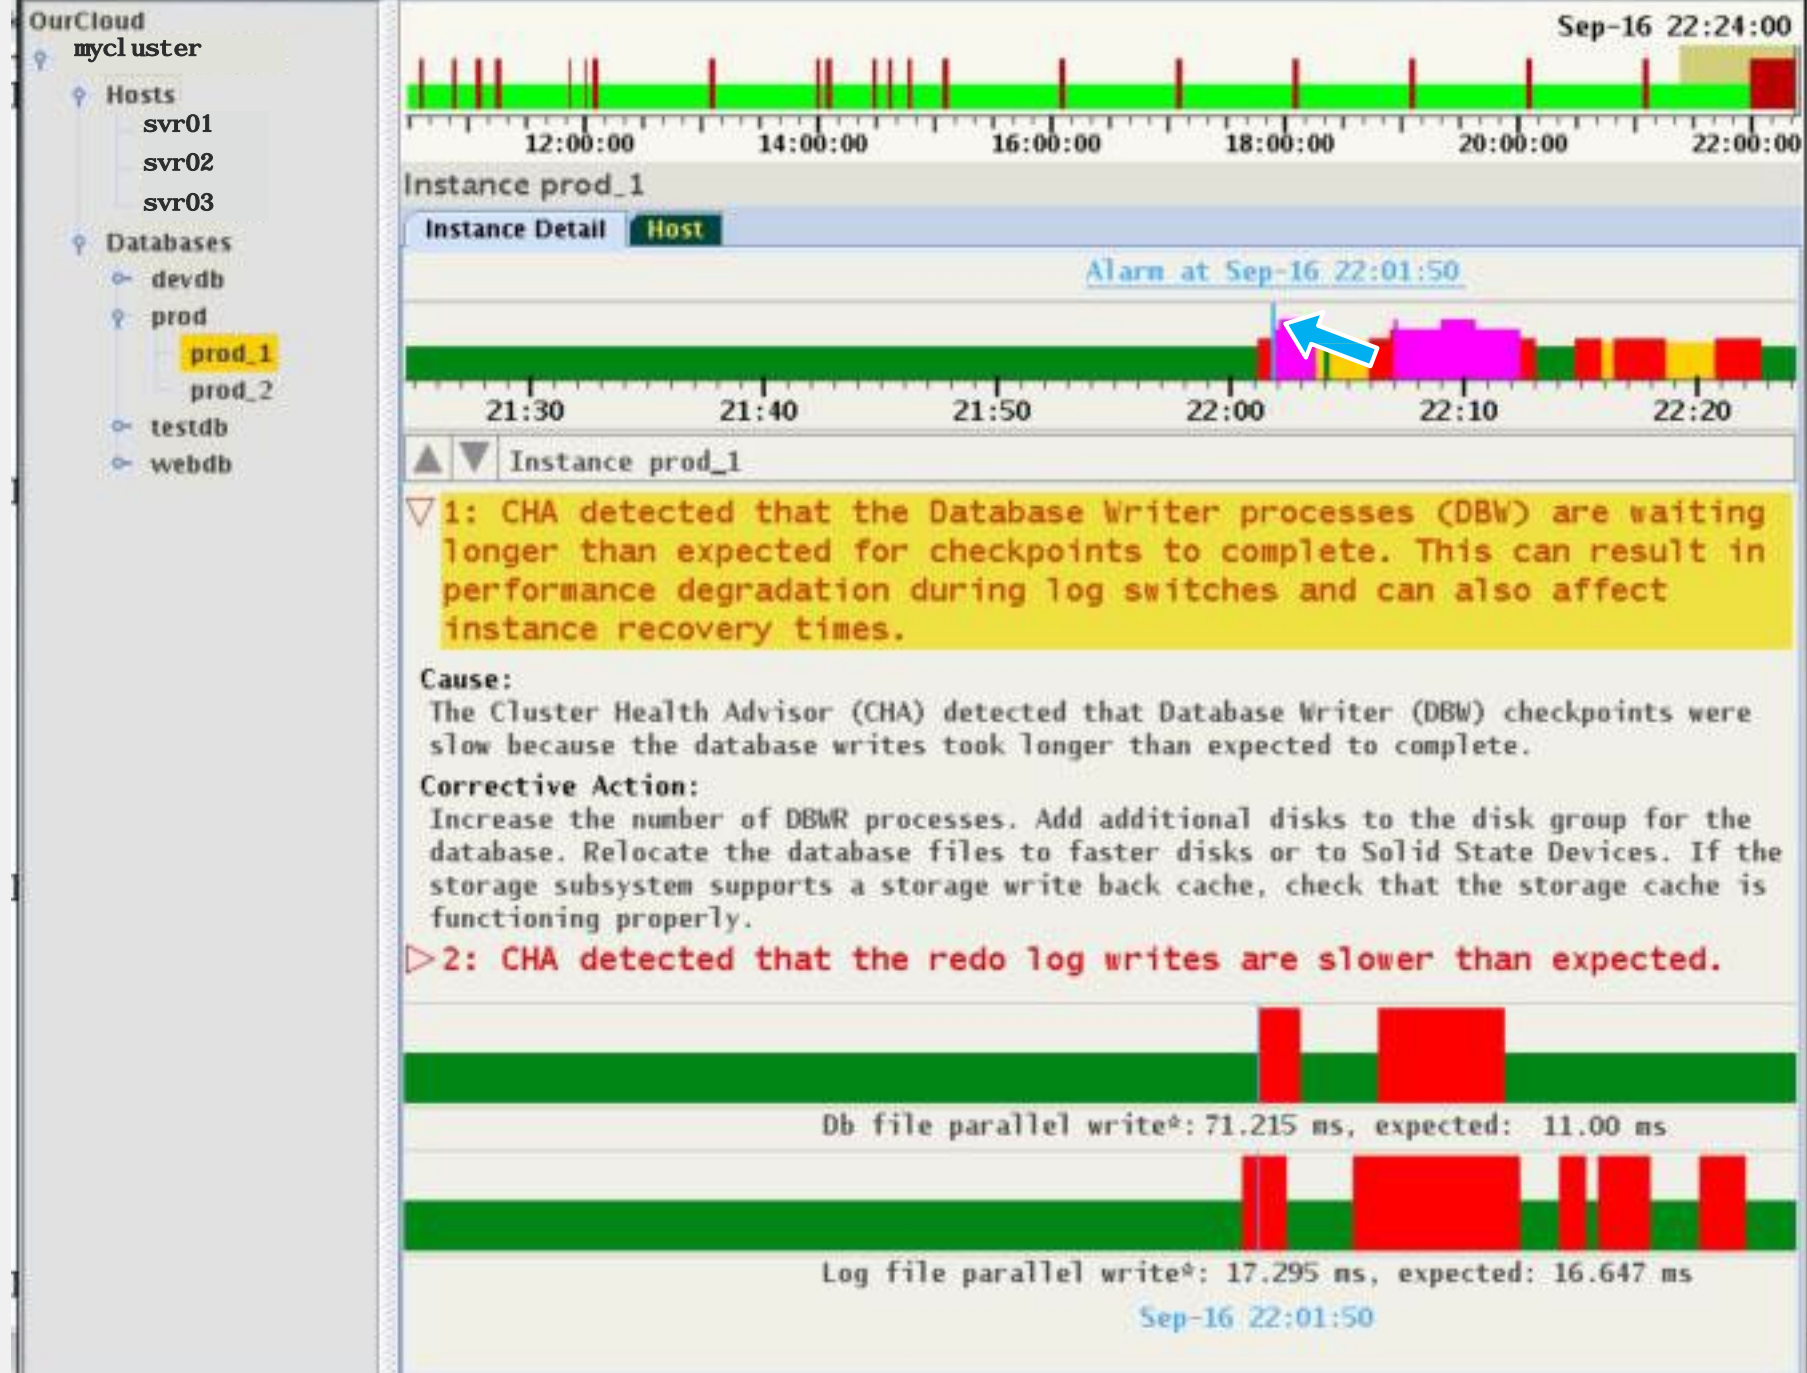 OurCloud
mycluster
Hosts
svr01
svr02
svr03
Databases
devdb
prod
prod_1
prod_2
testdb
webdb
Sep-16 22:24:00
12:00:00 14:00:00 16:00:00 18:00:00 20:00:00 22:00:00
Instance prod_1
Instance Detail Host
Alarm at Sep-16 22:01:50
21:30 21:40 21:50 22:00 22:10 22:20
Instance prod_1
1: CHA detected that the Database Writer processes (DBW) are waiting
longer than expected for checkpoints to complete. This can result in
performance degradation during log switches and can also affect
instance recovery times.
Cause:
The Cluster Health Advisor (CHA) detected that Database Writer (DBW) checkpoints were
slow because the database writes took longer than expected to complete.
Corrective Action:
Increase the number of DBWR processes. Add additional disks to the disk group for the
database. Relocate the database files to faster disks or to Solid State Devices. If the
storage subsystem supports a storage write back cache, check that the storage cache is
functioning properly.
2: CHA detected that the redo log writes are slower than expected.
Db file parallel write*: 71.215 ms, expected: 11.00 ms
Log file parallel write*: 17.295 ms, expected: 16.647 ms
Sep-16 22:01:50